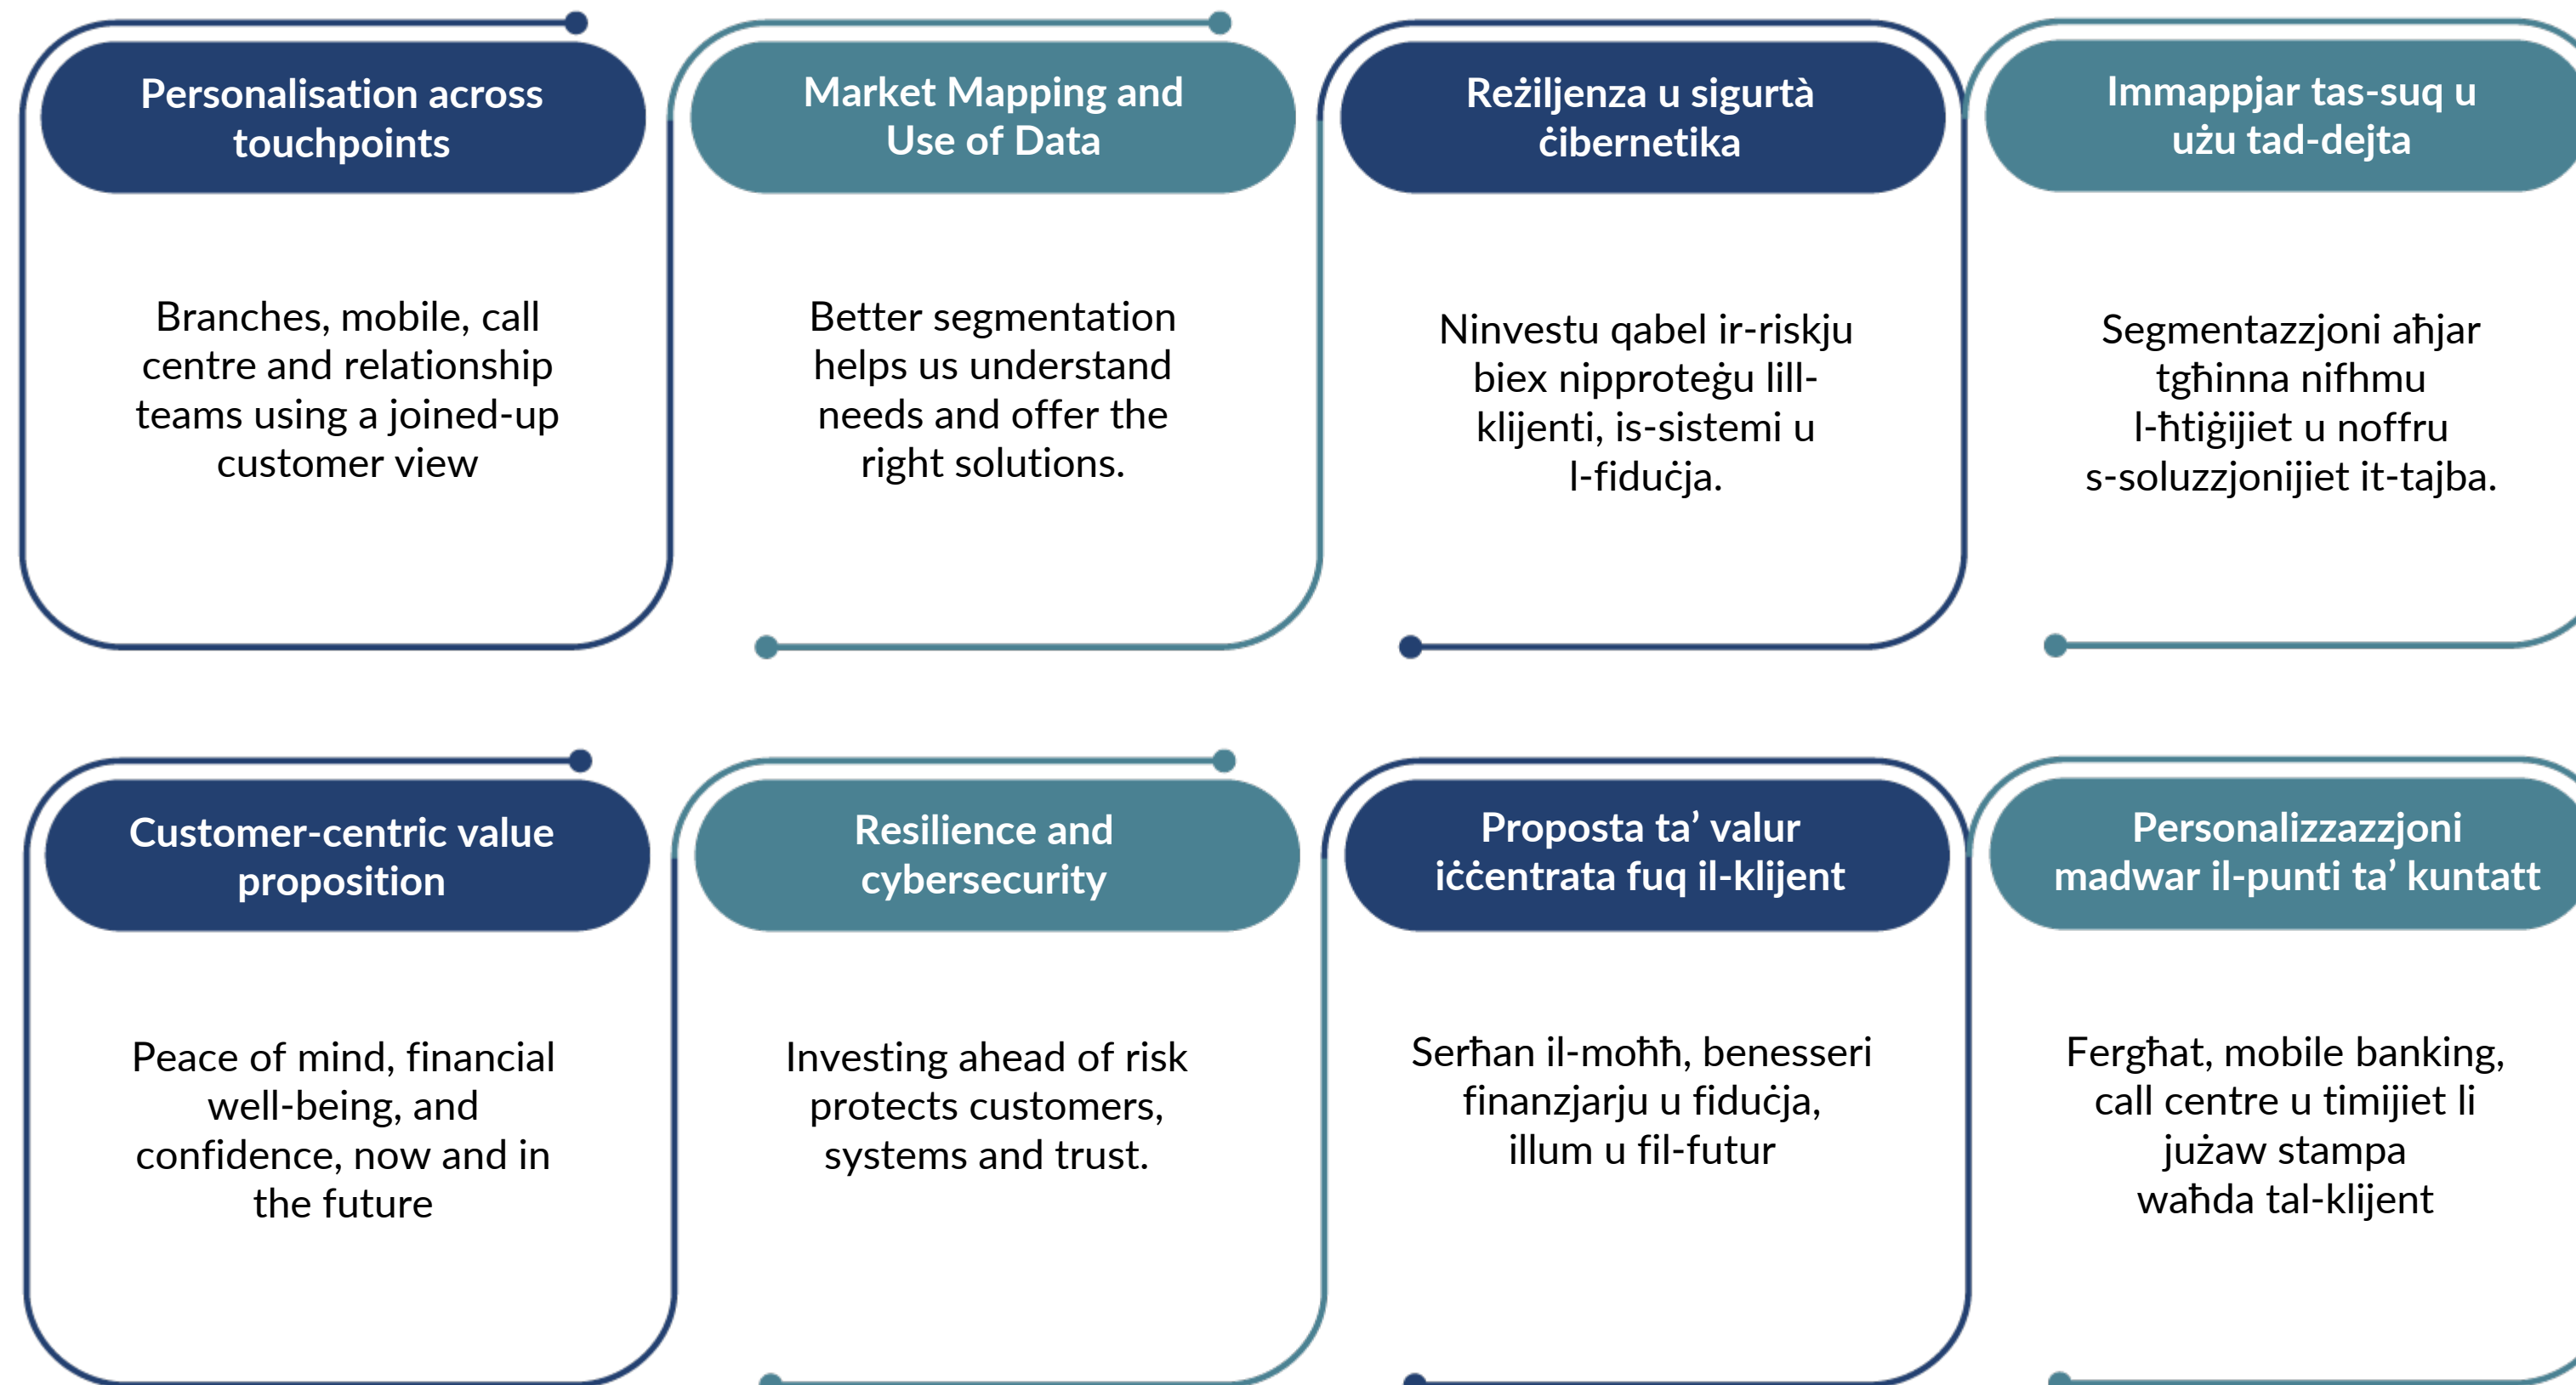 Personalisation across
touchpoints
Branches, mobile, call
centre and relationship
teams using a joined-up
customer view
Market Mapping and
Use of Data
Better segmentation
helps us understand
needs and offer the
right solutions.
Reżiljenza u sigurtà
ċibernetika
Ninvestu qabel ir-riskju
biex nipproteġu lill-
klijenti, is-sistemi u
l-fiduċja.
Immappjar tas-suq u
użu tad-dejta
Segmentazzjoni aħjar
tgħinna nifhmu
l-ħtiġijiet u noffru
s-soluzzjonijiet it-tajba.
Customer-centric value
proposition
Peace of mind, financial
well-being, and
confidence, now and in
the future
Resilience and
cybersecurity
Investing ahead of risk
protects customers,
systems and trust.
Proposta ta’ valur
iċċentrata fuq il-klijent
Serħan il-moħħ, benesseri
finanzjarju u fiduċja,
illum u fil-futur
Personalizzazzjoni
madwar il-punti ta’ kuntatt
Fergħat, mobile banking,
call centre u timijiet li
jużaw stampa
waħda tal-klijent